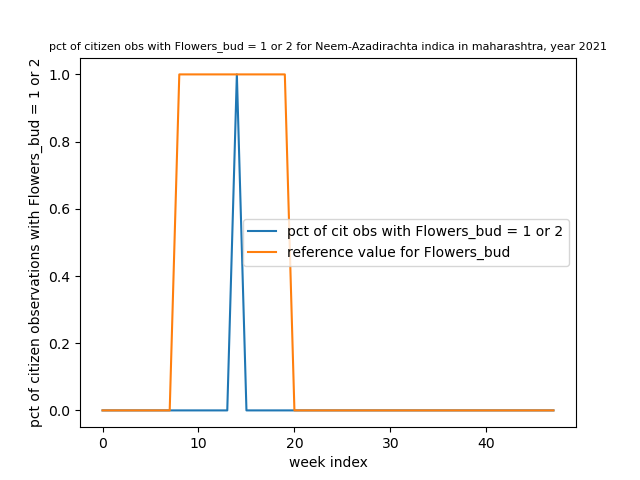 pct of citizen obs with Flowers_bud = 1 or 2 for Neem-Azadirachta indica in maharashtra, year 2021
pct of citizen observations with Flowers_bud = 1 or 2
1.0
0.8
0.6
0.4
0.2
0.0
pct of cit obs with Flowers_bud = 1 or 2
reference value for Flowers_bud
0 10 20 30 40
week index